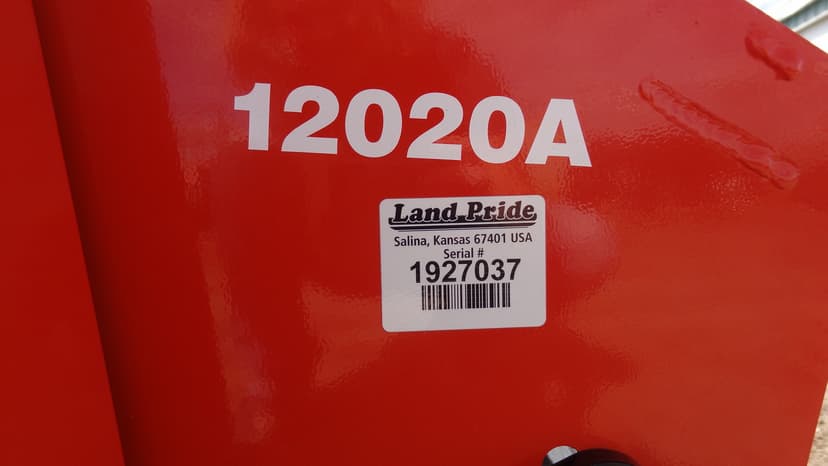 12020A
Land Pride
Salina, Kansas 67401 USA
Serial #
1927037